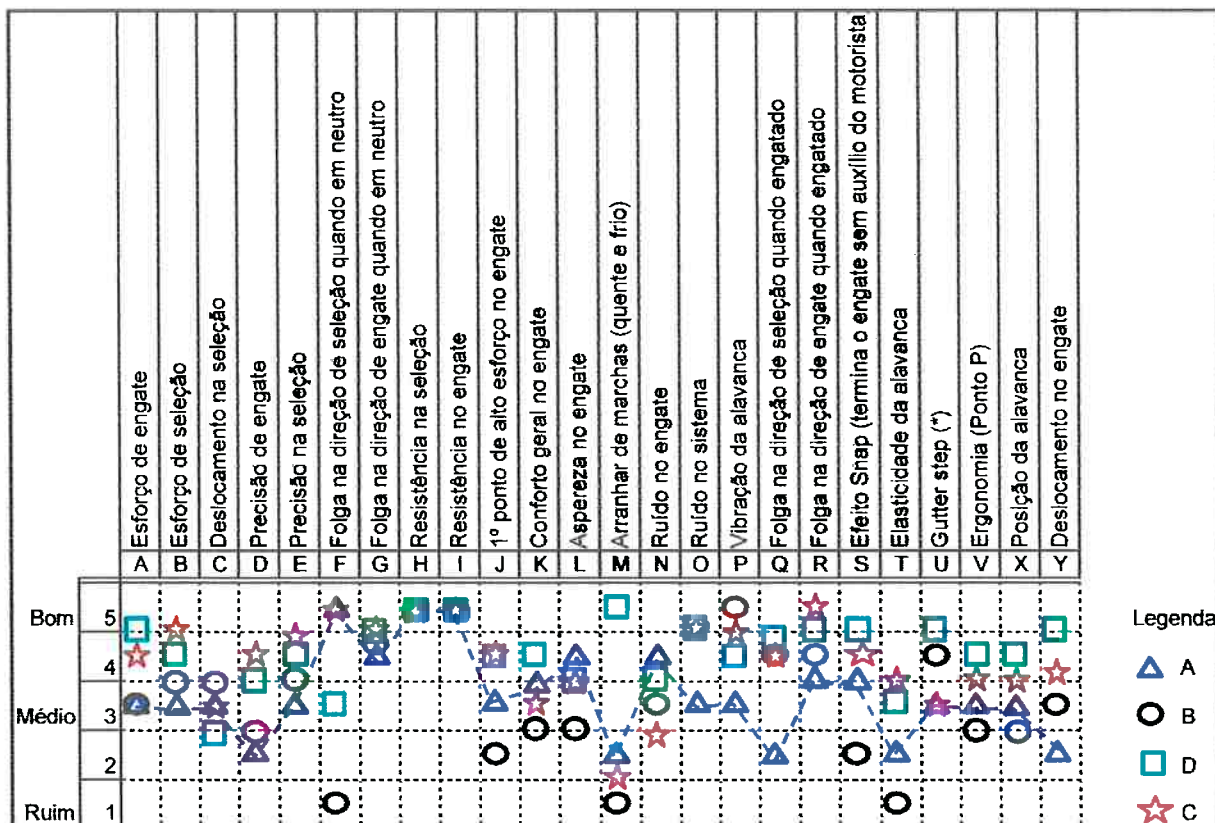 Esforço de engate
Esforço de seleção
Deslocamento na seleção
Precisão de engate
Precisão na seleção
Folga na direção de seleção quando em neutro
Folga na direção de engate quando em neutro
Resistência na seleção
Resistência no engate
1º ponto de alto esforço no engate
Conforto geral no engate
Aspereza no engate
Arranhar de marchas (quente e frio)
Ruído no engate
Ruído no sistema
Vibração da alavanca
Folga na direção de seleção quando engatado
Folga na direção de engate quando engatado
Efeito Snap (termina o engate sem auxílio do motorista
Elasticidade da alavanca
Gutter step (*)
Ergonomia (Ponto P)
Posição da alavanca
Deslocamento no engate
A B C D E F G H I J K L M N O P Q R S T U V X Y
Bom 5
4
Médio 3
2
Ruim 1
Legenda
A
B
D
C